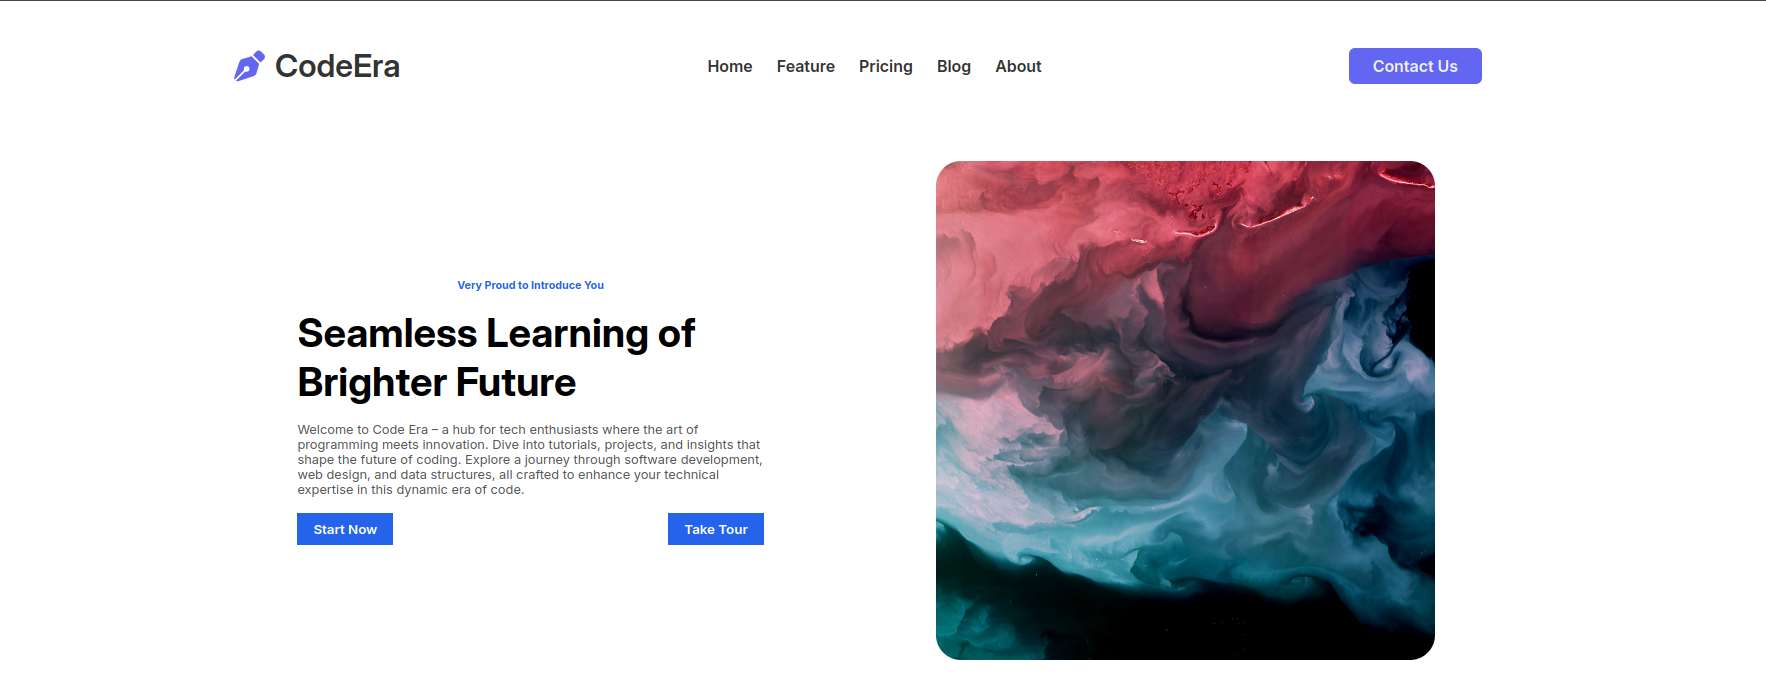 CodeEra
Home Feature Pricing Blog About
Contact Us
Very Proud to Introduce You
Seamless Learning of
Brighter Future
Welcome to Code Era – a hub for tech enthusiasts where the art of
programming meets innovation. Dive into tutorials, projects, and insights that
shape the future of coding. Explore a journey through software development,
web design, and data structures, all crafted to enhance your technical
expertise in this dynamic era of code.
Start Now
Take Tour